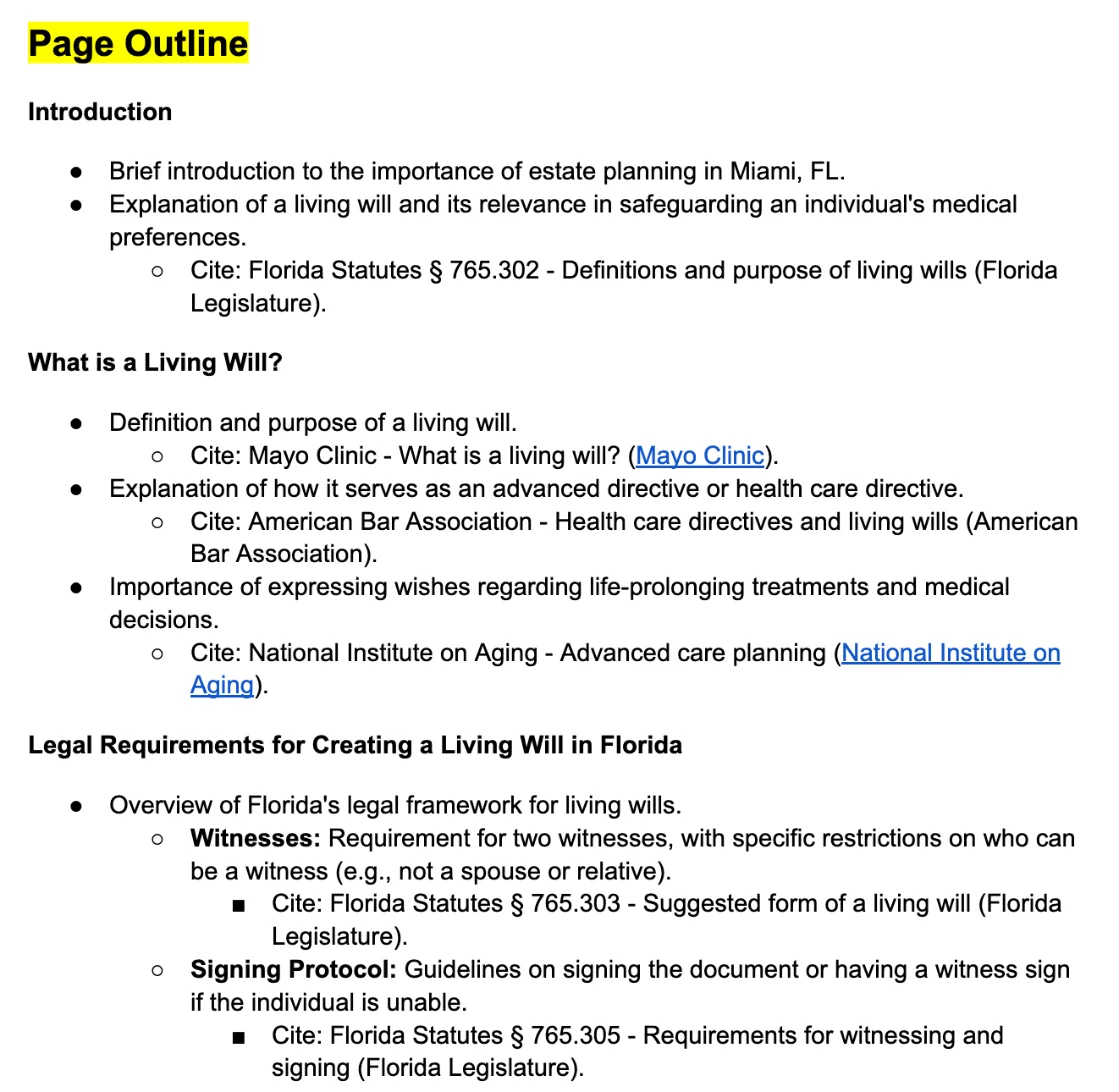 Page Outline
Introduction
● Brief introduction to the importance of estate planning in Miami, FL.
● Explanation of a living will and its relevance in safeguarding an individual's medical
preferences.
○ Cite: Florida Statutes § 765.302 - Definitions and purpose of living wills (Florida
Legislature).
What is a Living Will?
● Definition and purpose of a living will.
○ Cite: Mayo Clinic - What is a living will? (Mayo Clinic).
● Explanation of how it serves as an advanced directive or health care directive.
○ Cite: American Bar Association - Health care directives and living wills (American
Bar Association).
● Importance of expressing wishes regarding life-prolonging treatments and medical
decisions.
○ Cite: National Institute on Aging - Advanced care planning (National Institute on
Aging).
Legal Requirements for Creating a Living Will in Florida
● Overview of Florida's legal framework for living wills.
○ Witnesses: Requirement for two witnesses, with specific restrictions on who can
be a witness (e.g., not a spouse or relative).
■ Cite: Florida Statutes § 765.303 - Suggested form of a living will (Florida
Legislature).
○ Signing Protocol: Guidelines on signing the document or having a witness sign
if the individual is unable.
■ Cite: Florida Statutes § 765.305 - Requirements for witnessing and
signing (Florida Legislature).